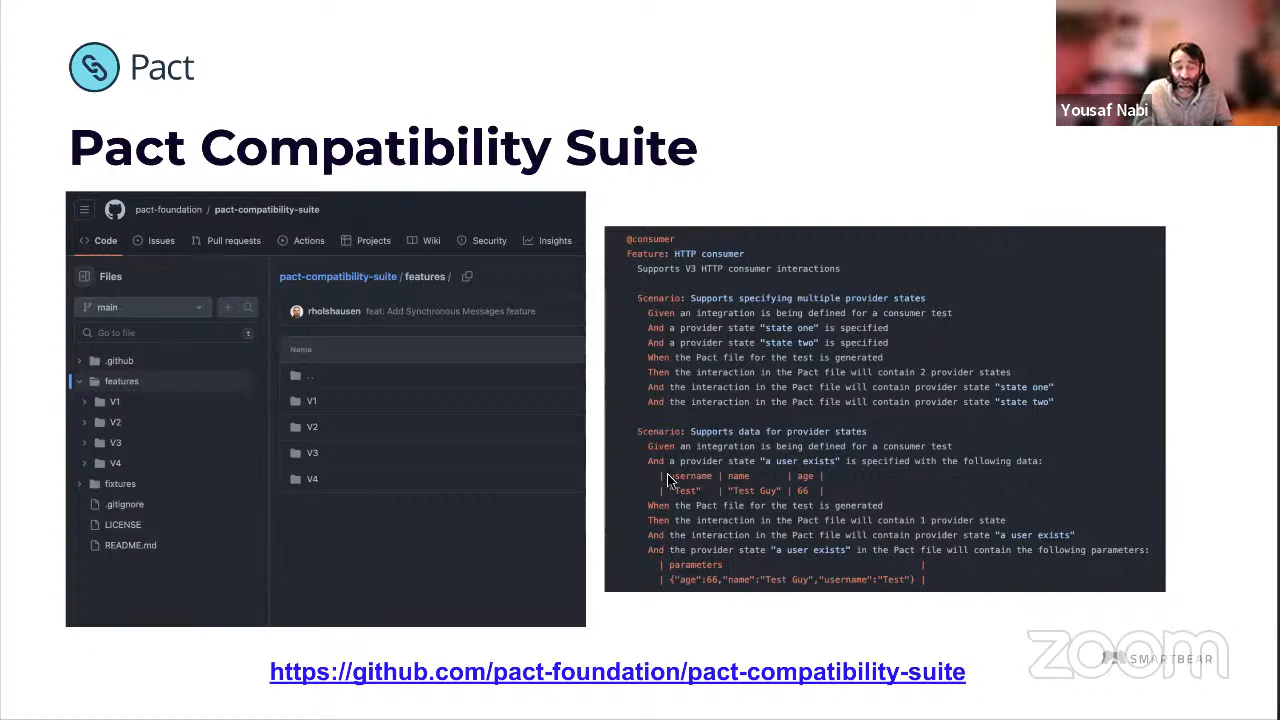 Pact
Yousaf Nabi
Pact Compatibility Suite
pact-foundation / pact-compatibility-suite
Code Issues Pull requests Actions Projects Wiki Security Insights
Files
main
Go to file
.github
features
V1
V2
V3
V4
fixtures
.gitignore
LICENSE
README.md
pact-compatibility-suite / features /
rholshausen feat: Add Synchronous Messages feature
Name
..
V1
V2
V3
V4
@consumer
Feature: HTTP consumer
Supports V3 HTTP consumer interactions
Scenario: Supports specifying multiple provider states
Given an integration is being defined for a consumer test
And a provider state "state one" is specified
And a provider state "state two" is specified
When the Pact file for the test is generated
Then the interaction in the Pact file will contain 2 provider states
And the interaction in the Pact file will contain provider state "state one"
And the interaction in the Pact file will contain provider state "state two"
Scenario: Supports data for provider states
Given an integration is being defined for a consumer test
And a provider state "a user exists" is specified with the following data:
| username | name | age |
| "Test" | "Test Guy" | 66 |
When the Pact file for the test is generated
Then the interaction in the Pact file will contain 1 provider state
And the interaction in the Pact file will contain provider state "a user exists"
And the provider state "a user exists" in the Pact file will contain the following parameters:
| parameters |
| {"age":66,"name":"Test Guy","username":"Test"} |
https://github.com/pact-foundation/pact-compatibility-suite
zoom
SMARTBEAR